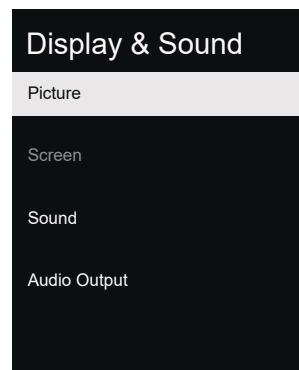 Display & Sound
Picture
Screen
Sound
Audio Output